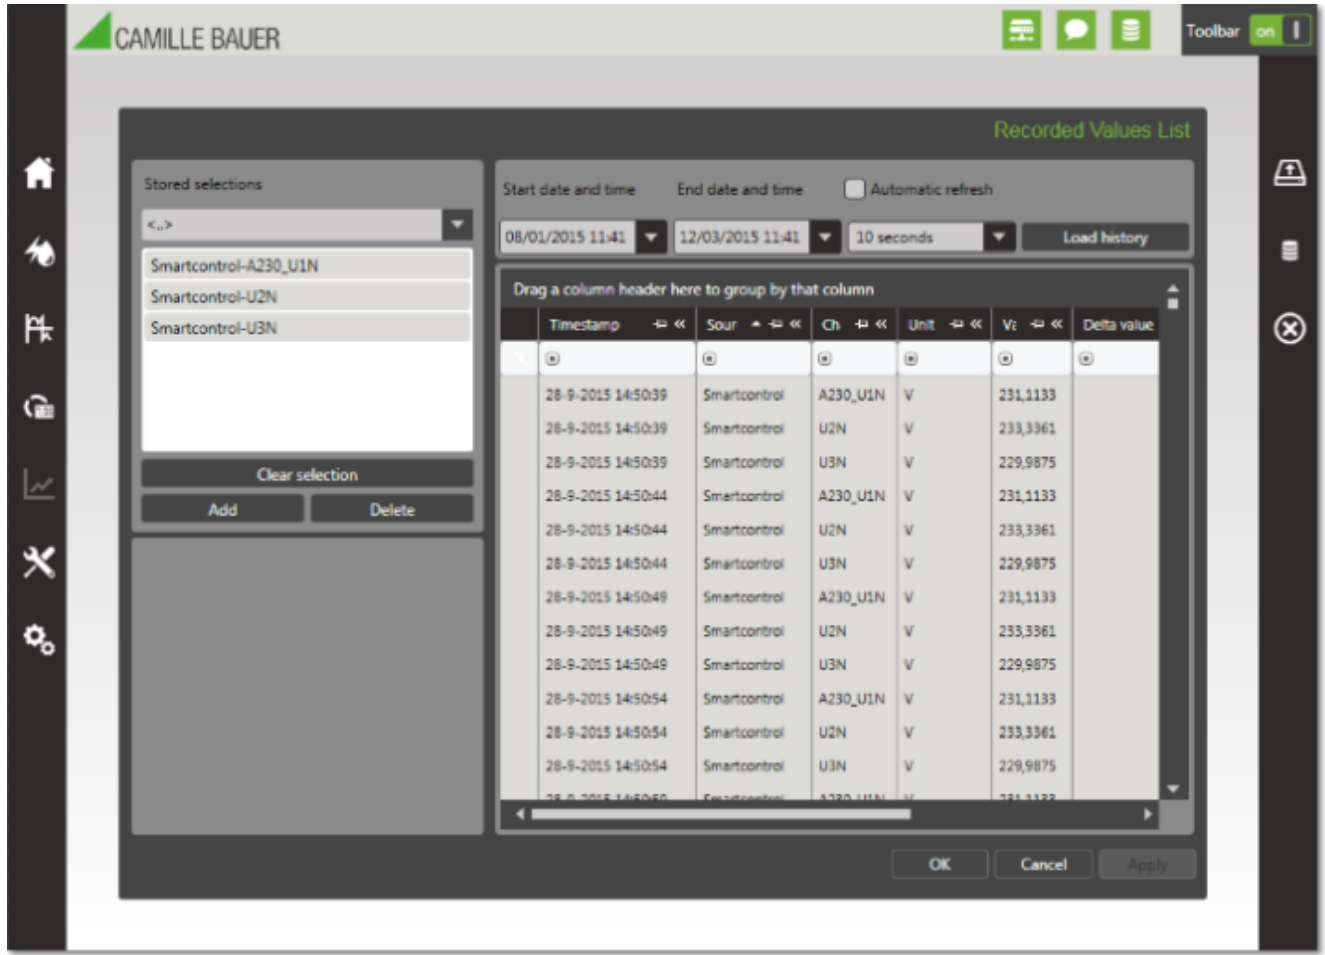 CAMILLE BAUER
Toolbar on
Recorded Values List
Stored selections
<..>
Smartcontrol-A230_U1N
Smartcontrol-U2N
Smartcontrol-U3N
Clear selection
Add Delete
Start date and time End date and time Automatic refresh
08/01/2015 11:41 12/03/2015 11:41 10 seconds Load history
Drag a column header here to group by that column
Timestamp Sour Ch Unit Va Delta value
28-9-2015 14:50:39 Smartcontrol A230_U1N V 231,1133
28-9-2015 14:50:39 Smartcontrol U2N V 233,3361
28-9-2015 14:50:39 Smartcontrol U3N V 229,9875
28-9-2015 14:50:44 Smartcontrol A230_U1N V 231,1133
28-9-2015 14:50:44 Smartcontrol U2N V 233,3361
28-9-2015 14:50:44 Smartcontrol U3N V 229,9875
28-9-2015 14:50:49 Smartcontrol A230_U1N V 231,1133
28-9-2015 14:50:49 Smartcontrol U2N V 233,3361
28-9-2015 14:50:49 Smartcontrol U3N V 229,9875
28-9-2015 14:50:54 Smartcontrol A230_U1N V 231,1133
28-9-2015 14:50:54 Smartcontrol U2N V 233,3361
28-9-2015 14:50:54 Smartcontrol U3N V 229,9875
OK Cancel Apply